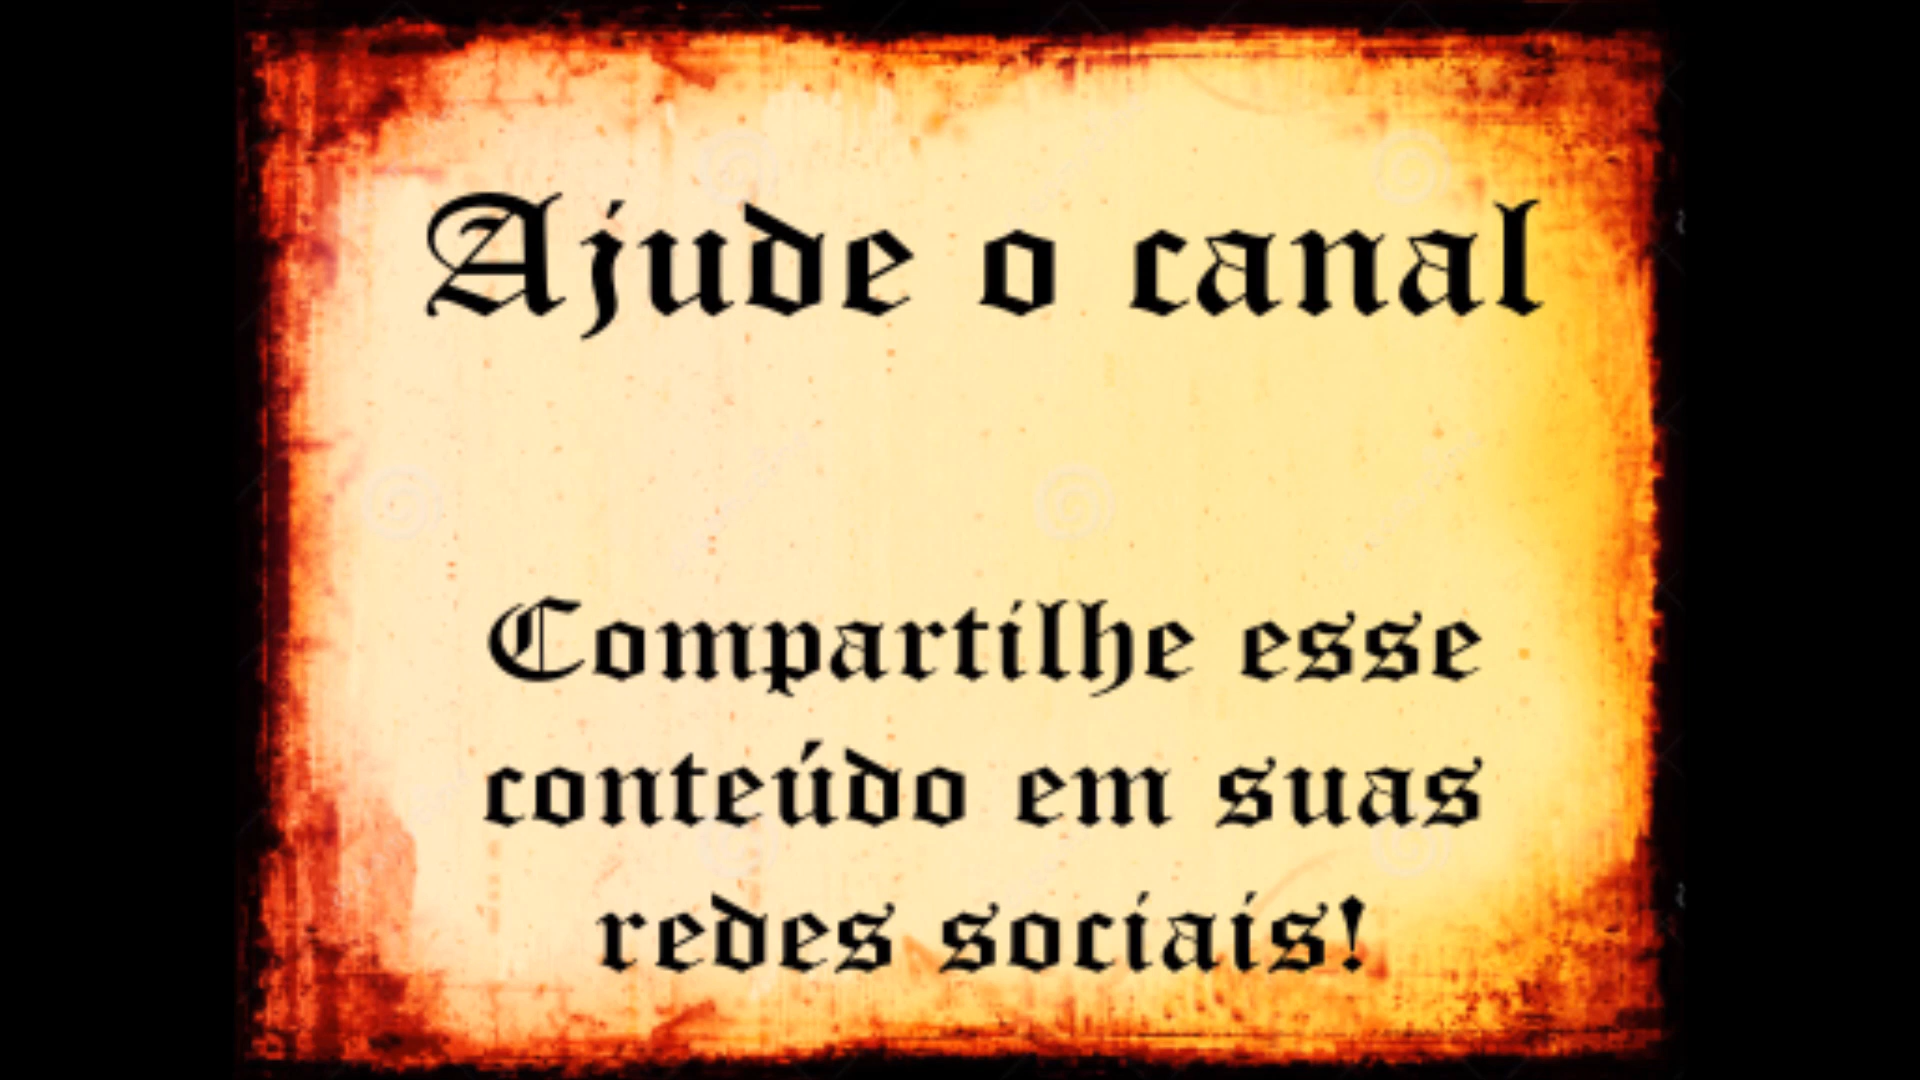 Ajude o canal
Compartilhe esse
conteúdo em suas
redes sociais!